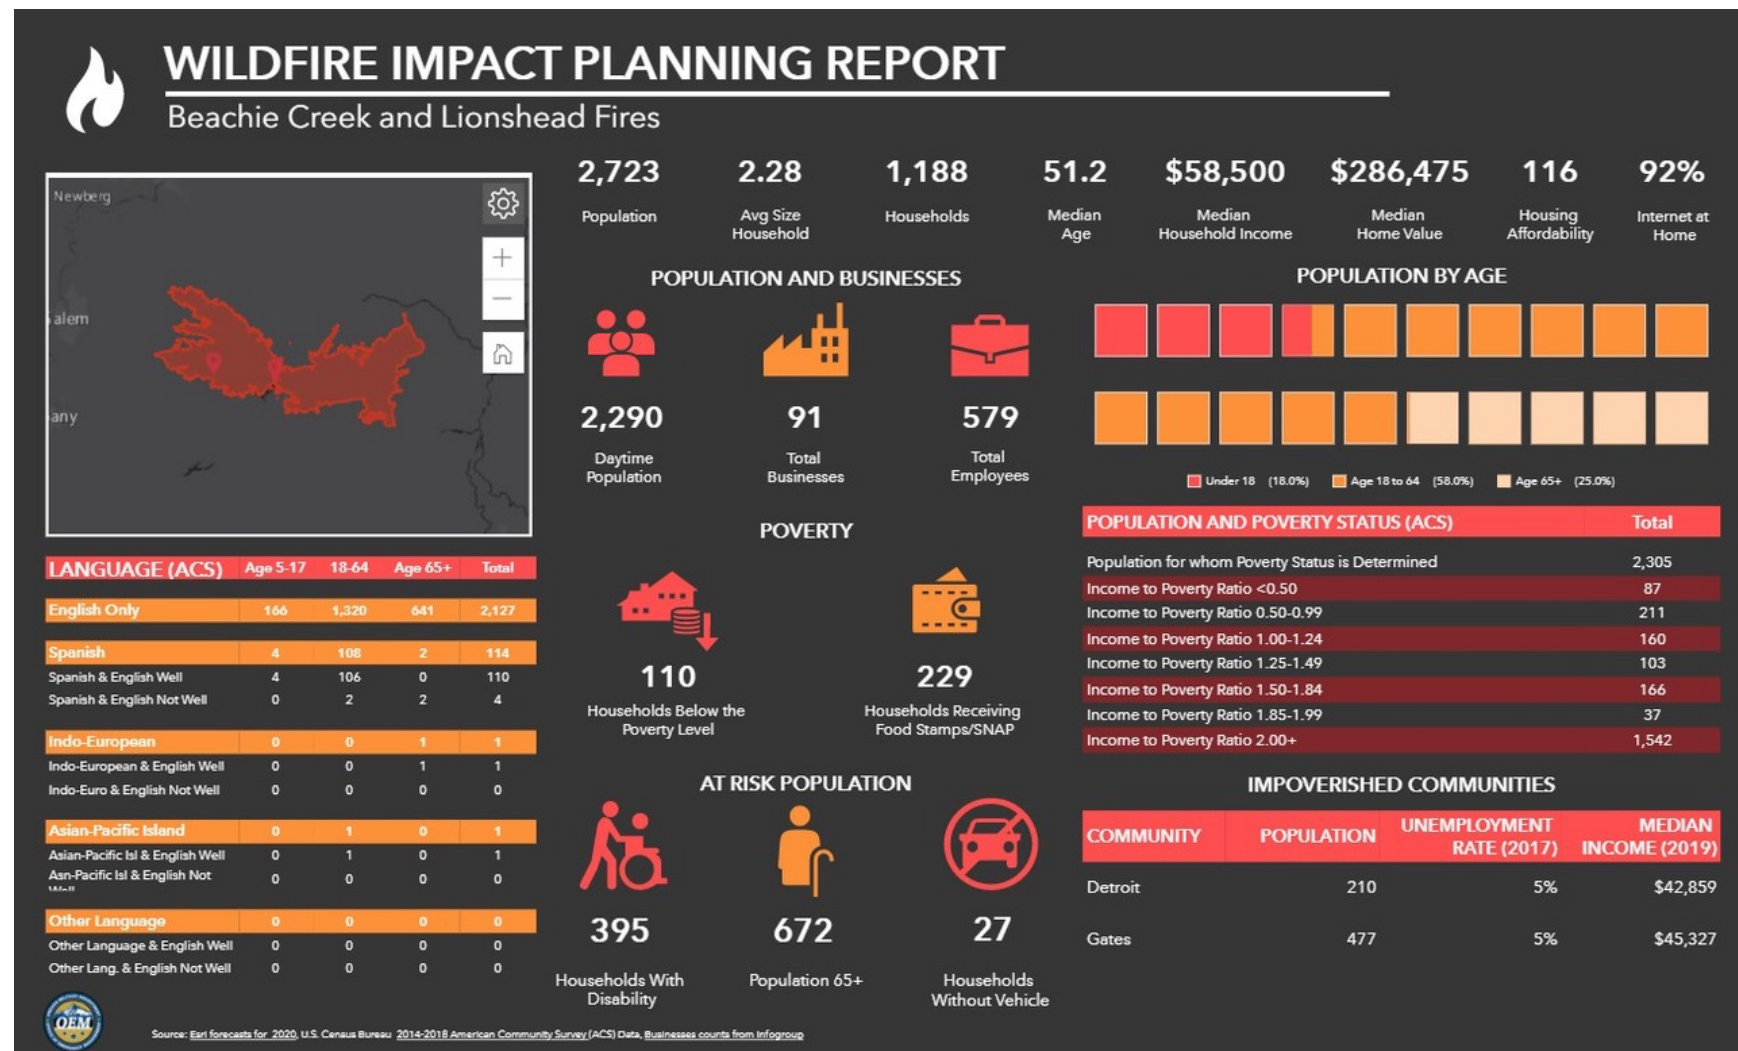 WILDFIRE IMPACT PLANNING REPORT
Beachie Creek and Lionshead Fires
Newberg
alem
any
2,723
Population
2.28
Avg Size
Household
1,188
Households
51.2
Median
Age
$58,500
Median
Household Income
$286,475
Median
Home Value
116
Housing
Affordability
92%
Internet at
Home
POPULATION AND BUSINESSES
2,290
Daytime
Population
91
Total
Businesses
579
Total
Employees
POPULATION BY AGE
Under 18 (18.0%) Age 18 to 64 (58.0%) Age 65+ (25.0%)
POVERTY
110
Households Below the
Poverty Level
229
Households Receiving
Food Stamps/SNAP
POPULATION AND POVERTY STATUS (ACS) Total
Population for whom Poverty Status is Determined 2,305
Income to Poverty Ratio <0.50 87
Income to Poverty Ratio 0.50-0.99 211
Income to Poverty Ratio 1.00-1.24 160
Income to Poverty Ratio 1.25-1.49 103
Income to Poverty Ratio 1.50-1.84 166
Income to Poverty Ratio 1.85-1.99 37
Income to Poverty Ratio 2.00+ 1,542
LANGUAGE (ACS) Age 5-17 18-64 Age 65+ Total
English Only 166 1,320 641 2,127
Spanish 4 108 2 114
Spanish & English Well 4 106 0 110
Spanish & English Not Well 0 2 2 4
Indo-European 0 0 1 1
Indo-European & English Well 0 0 1 1
Indo-Euro & English Not Well 0 0 0 0
Asian-Pacific Island 0 1 0 1
Asian-Pacific Isl & English Well 0 1 0 1
Asn-Pacific Isl & English Not 0 0 0 0
Other Language 0 0 0 0
Other Language & English Well 0 0 0 0
Other Lang. & English Not Well 0 0 0 0
AT RISK POPULATION
395
Households With
Disability
672
Population 65+
27
Households
Without Vehicle
IMPOVERISHED COMMUNITIES
COMMUNITY POPULATION UNEMPLOYMENT RATE (2017) MEDIAN INCOME (2019)
Detroit 210 5% $42,859
Gates 477 5% $45,327
OEM
Source: Esri forecasts for 2020, U.S. Census Bureau 2014-2018 American Community Survey (ACS) Data, Businesses counts from Infogroup